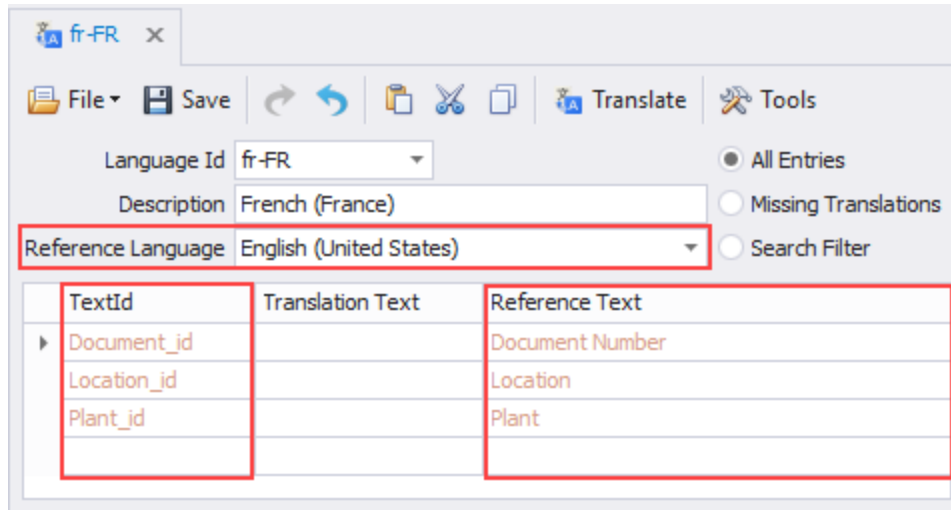 fr-FR
File Save Translate Tools
Language Id fr-FR All Entries
Description French (France) Missing Translations
Reference Language English (United States) Search Filter
TextId Translation Text Reference Text
Document_id Document Number
Location_id Location
Plant_id Plant